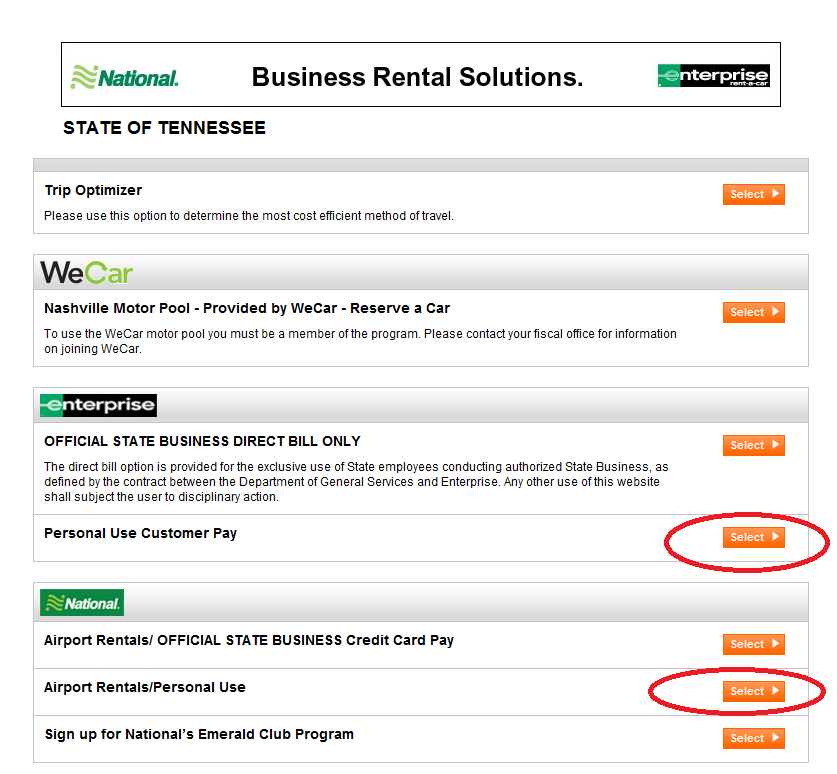 National.
Business Rental Solutions.
enterprise
rent-a-car
STATE OF TENNESSEE
Trip Optimizer
Select
Please use this option to determine the most cost efficient method of travel.
WeCar
Nashville Motor Pool - Provided by WeCar - Reserve a Car
Select
To use the WeCar motor pool you must be a member of the program. Please contact your fiscal office for information
on joining WeCar.
enterprise
OFFICIAL STATE BUSINESS DIRECT BILL ONLY
Select
The direct bill option is provided for the exclusive use of State employees conducting authorized State Business, as
defined by the contract between the Department of General Services and Enterprise. Any other use of this website
shall subject the user to disciplinary action.
Personal Use Customer Pay
Select
National.
Airport Rentals/ OFFICIAL STATE BUSINESS Credit Card Pay
Select
Airport Rentals/Personal Use
Select
Sign up for National’s Emerald Club Program
Select